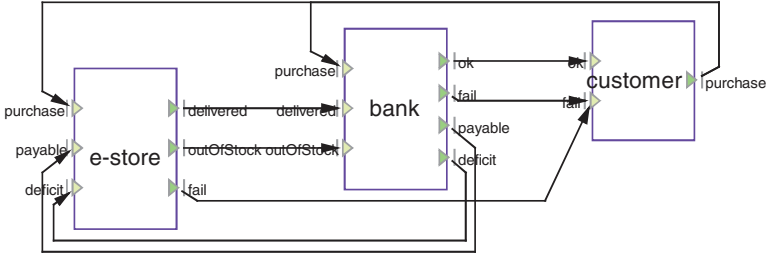 purchase
payable
deficit
e-store
delivered
outOfStock
fail
purchase
delivered
outOfStock
bank
ok
fail
payable
deficit
ok
fail
customer
purchase